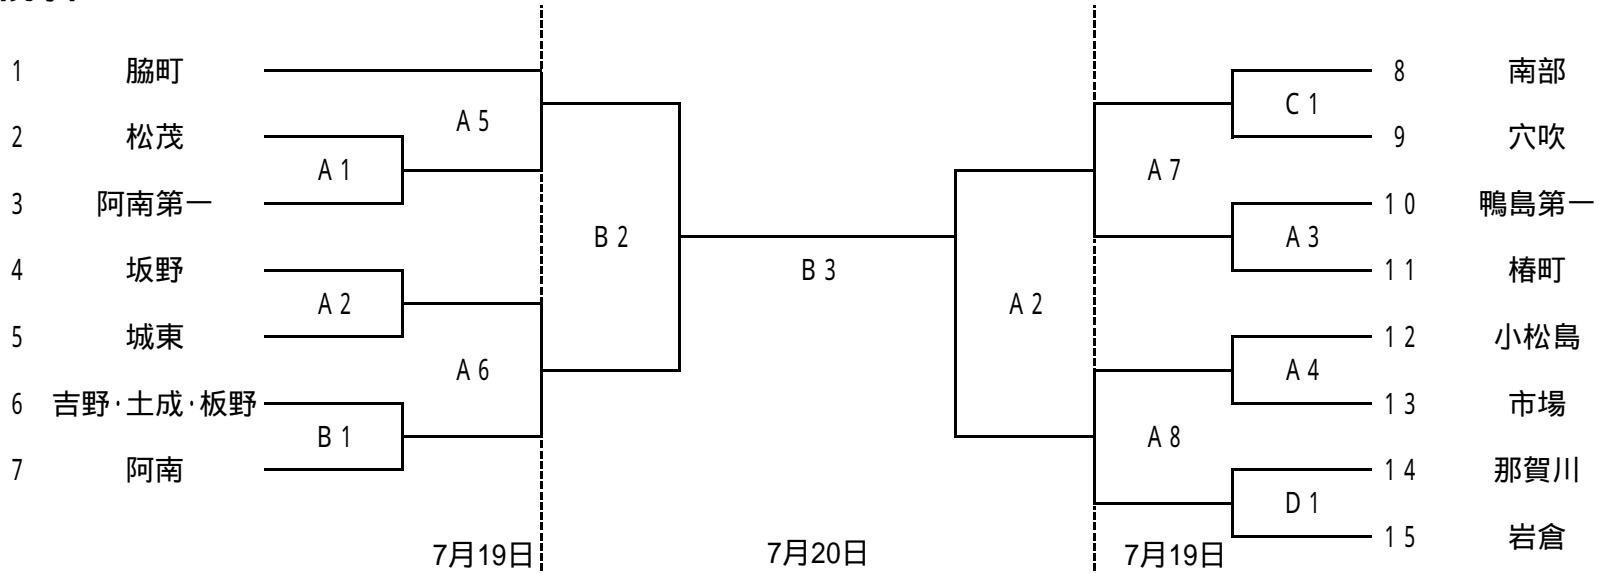 1 脇町
A 5
2 松茂
A 1
3 阿南第一
B 2
4 坂野
A 2
5 城東
A 6
6 吉野・土成・板野
B 1
7 阿南
7月19日
B 3
7月20日
8 南部
C 1
9 穴吹
A 7
10 鴨島第一
A 3
11 椿町
A 2
12 小松島
A 4
13 市場
A 8
14 那賀川
D 1
15 岩倉
7月19日